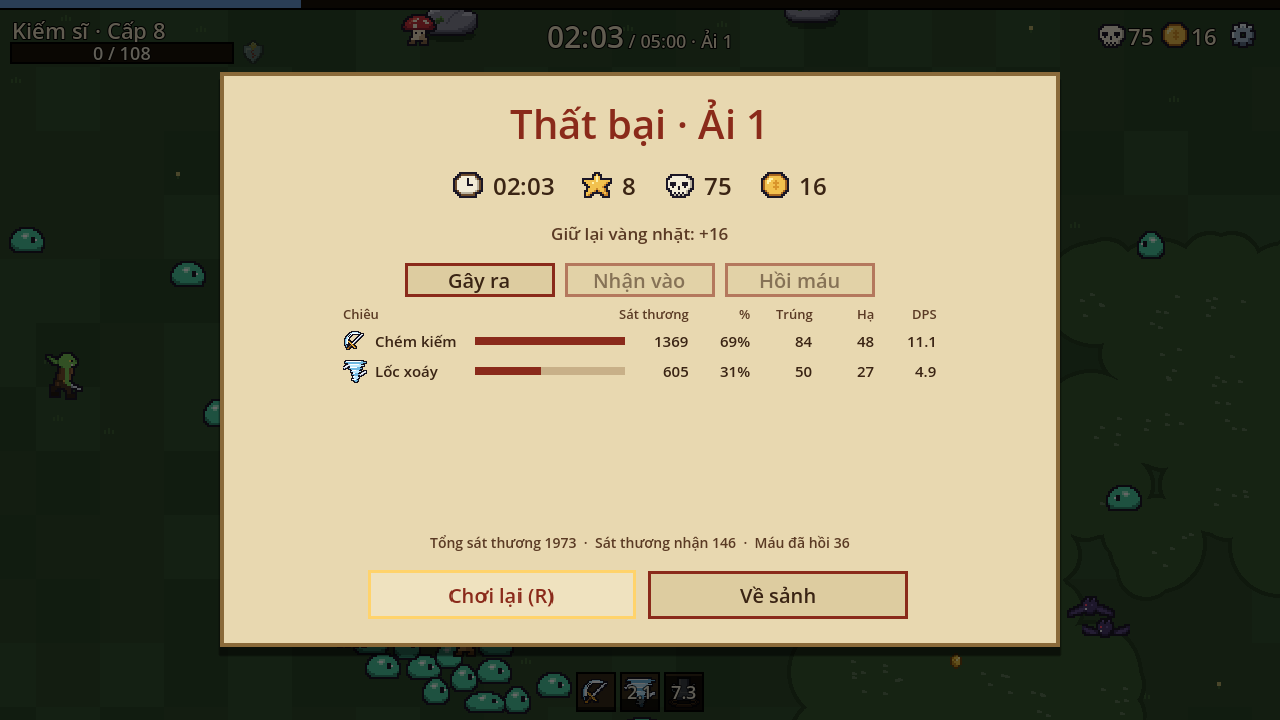 Kiếm sĩ · Cấp 8
0 / 108
02:03 / 05:00 · Ải 1
75 16
Thất bại · Ải 1
02:03 8 75 16
Giữ lại vàng nhặt: +16
Gây ra Nhận vào Hồi máu
Chiêu Sát thương % Trúng Hạ DPS
Chém kiếm 1369 69% 84 48 11.1
Lốc xoáy 605 31% 50 27 4.9
Tổng sát thương 1973 · Sát thương nhận 146 · Máu đã hồi 36
Chơi lại (R) Về sảnh
7.3